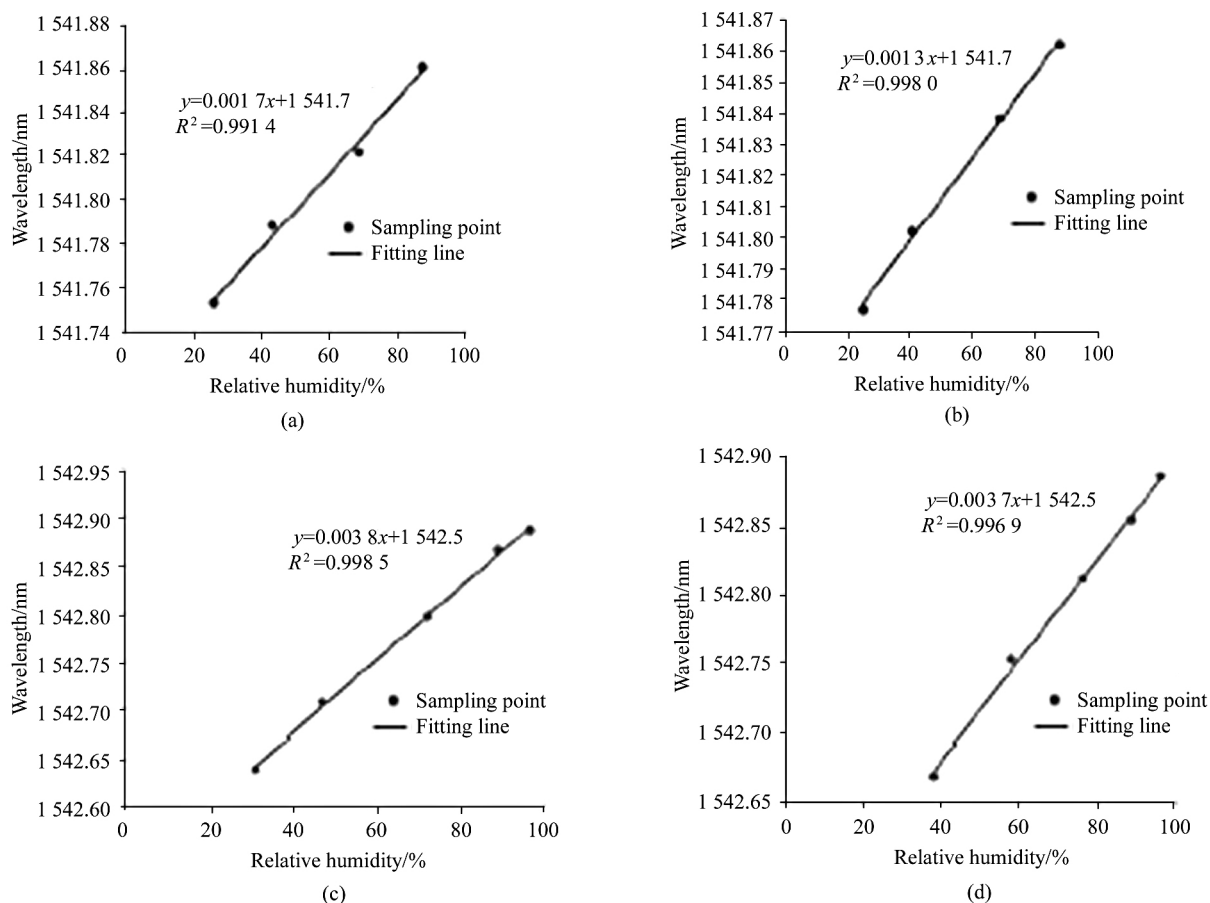 1 541.88
1 541.86
1 541.84
1 541.82
1 541.80
1 541.78
1 541.76
1 541.74
Wavelength/nm
y=0.001 7x+1 541.7
R²=0.991 4
Sampling point
Fitting line
0 20 40 60 80 100
Relative humidity/%
(a)
1 541.87
1 541.86
1 541.85
1 541.84
1 541.83
1 541.82
1 541.81
1 541.80
1 541.79
1 541.78
1 541.77
Wavelength/nm
y=0.001 3x+1 541.7
R²=0.998 0
Sampling point
Fitting line
0 20 40 60 80 100
Relative humidity/%
(b)
1 542.95
1 542.90
1 542.85
1 542.80
1 542.75
1 542.70
1 542.65
1 542.60
Wavelength/nm
y=0.003 8x+1 542.5
R²=0.998 5
Sampling point
Fitting line
0 20 40 60 80 100
Relative humidity/%
(c)
1 542.90
1 542.85
1 542.80
1 542.75
1 542.70
1 542.65
Wavelength/nm
y=0.003 7x+1 542.5
R²=0.996 9
Sampling point
Fitting line
0 20 40 60 80 100
Relative humidity/%
(d)